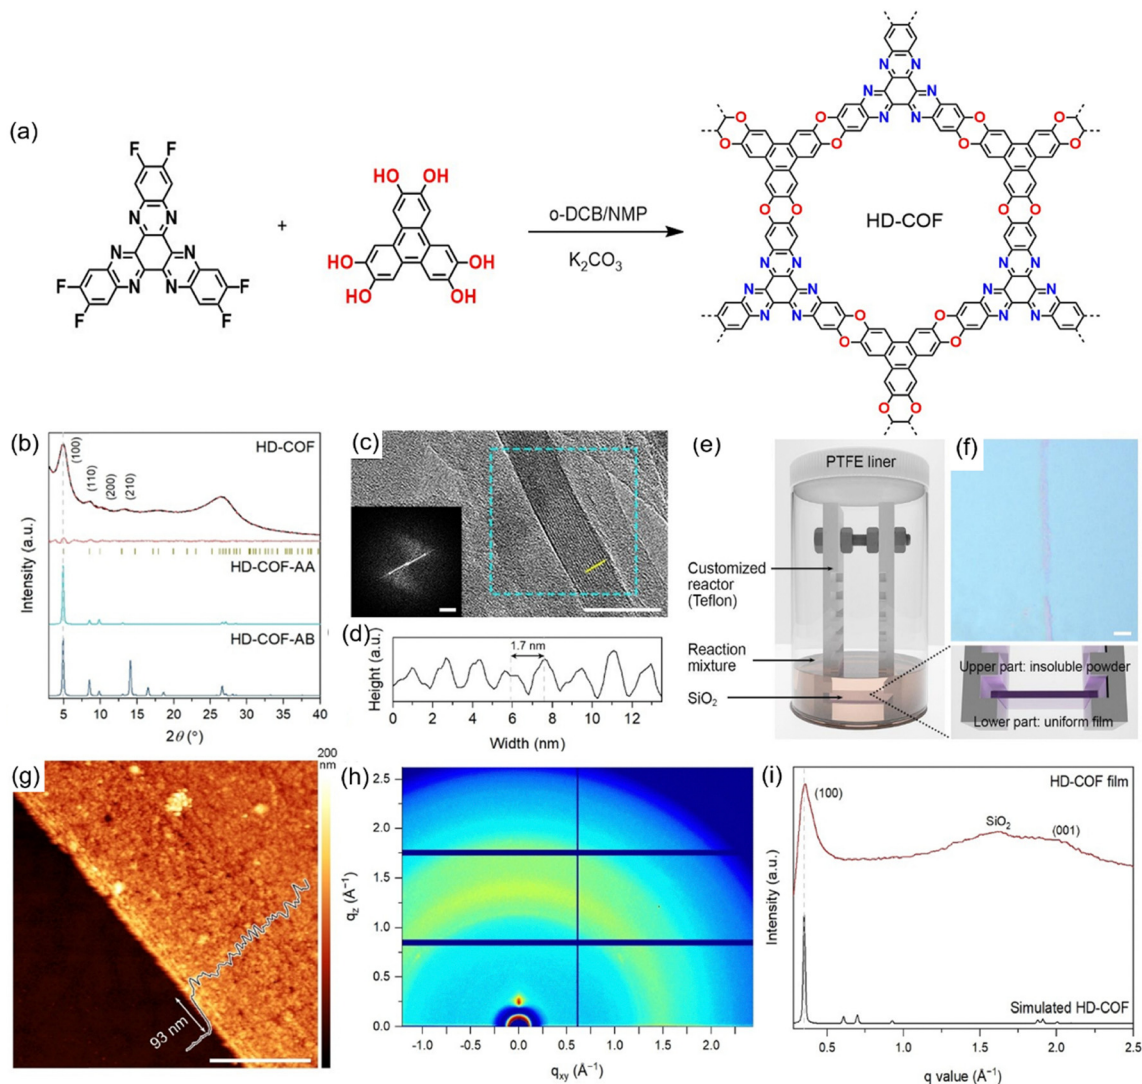 (a)
F
F
N
N
N
N
N
N
F
F
F
F
+
HO
OH
HO
OH
HO
OH
o-DCB/NMP
K2CO3
HD-COF
N
N
N
N
N
N
O
O
O
O
O
O
O
O
O
O
O
O
N
N
N
N
N
N
N
N
N
N
N
N
O
O
O
O
O
O
(b)
HD-COF
(100)
(110)
(200)
(210)
HD-COF-AA
HD-COF-AB
Intensity (a.u.)
5 10 15 20 25 30 35 40
2θ (°)
(c)
(d)
1.7 nm
Height (a.u.)
0 2 4 6 8 10 12
Width (nm)
(e)
PTFE liner
Customized
reactor
(Teflon)
Reaction
mixture
SiO2
(f)
Upper part: insoluble powder
Lower part: uniform film
(g)
200
nm
93 nm
0
(h)
2.5
2.0
1.5
1.0
0.5
0.0
qz (Å⁻¹)
-1.0 -0.5 0.0 0.5 1.0 1.5 2.0
qxy (Å⁻¹)
(i)
HD-COF film
(100)
SiO2
(001)
Simulated HD-COF
Intensity (a.u.)
0.5 1.0 1.5 2.0 2.5
q value (Å⁻¹)